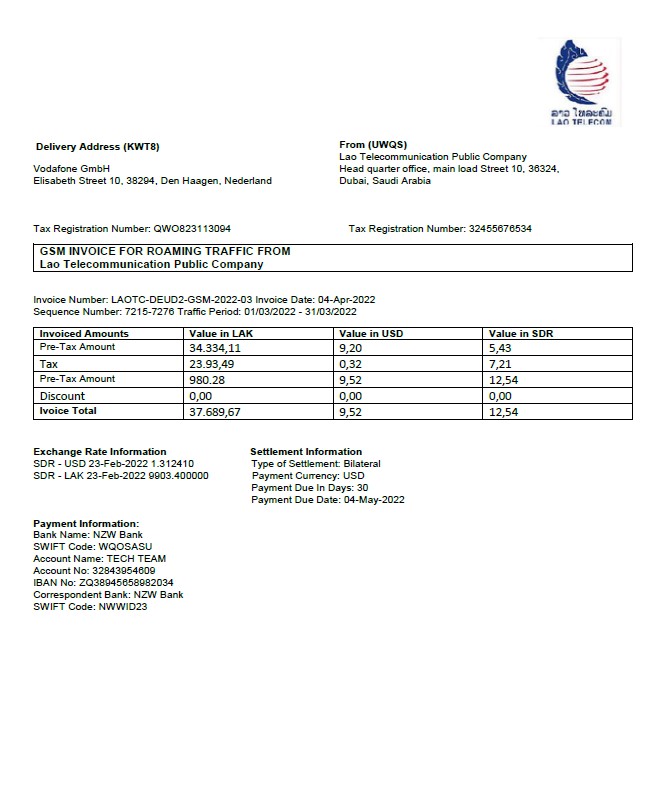 ລາວ ໂທລະຄົມ
LAO TELECOM
Delivery Address (KWT8)
Vodafone GmbH
Elisabeth Street 10, 38294, Den Haagen, Nederland
From (UWQS)
Lao Telecommunication Public Company
Head quarter office, main load Street 10, 36324,
Dubai, Saudi Arabia
Tax Registration Number: QWO823113094
Tax Registration Number: 32455676534
GSM INVOICE FOR ROAMING TRAFFIC FROM
Lao Telecommunication Public Company
Invoice Number: LAOTC-DEUD2-GSM-2022-03 Invoice Date: 04-Apr-2022
Sequence Number: 7215-7276 Traffic Period: 01/03/2022 - 31/03/2022
Invoiced Amounts Value in LAK Value in USD Value in SDR
Pre-Tax Amount 34.334,11 9,20 5,43
Tax 23.93,49 0,32 7,21
Pre-Tax Amount 980.28 9,52 12,54
Discount 0,00 0,00 0,00
Ivoice Total 37.689,67 9,52 12,54
Exchange Rate Information
SDR - USD 23-Feb-2022 1.312410
SDR - LAK 23-Feb-2022 9903.400000
Settlement Information
Type of Settlement: Bilateral
Payment Currency: USD
Payment Due In Days: 30
Payment Due Date: 04-May-2022
Payment Information:
Bank Name: NZW Bank
SWIFT Code: WQOSASU
Account Name: TECH TEAM
Account No: 32843954609
IBAN No: ZQ38945658982034
Correspondent Bank: NZW Bank
SWIFT Code: NWWID23